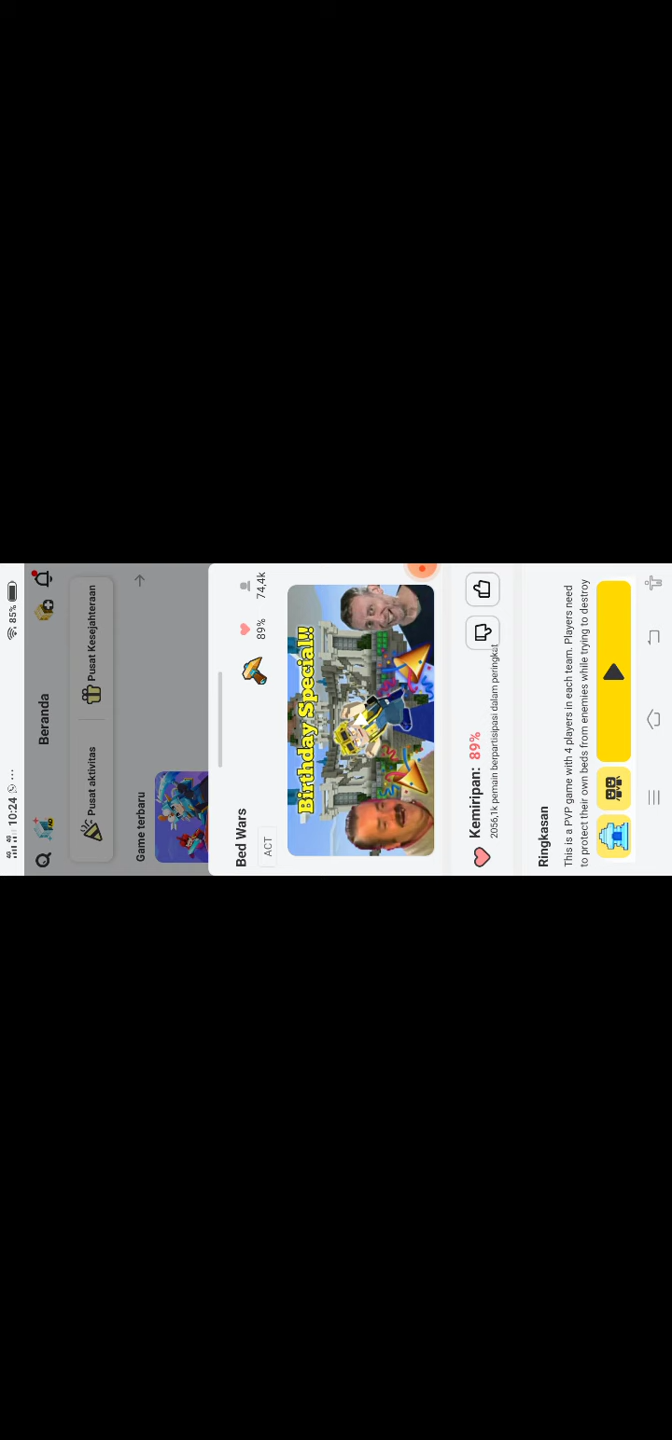 10:24
85%
Beranda
Pusat aktivitas
Pusat Kesejahteraan
Game terbaru
Bed Wars
ACT
89%
74,4k
Birthday Special!!
Kemiripan: 89%
2056,1k pemain berpartisipasi dalam peringkat
Ringkasan
This is a PVP game with 4 players in each team. Players need
to protect their own beds from enemies while trying to destroy